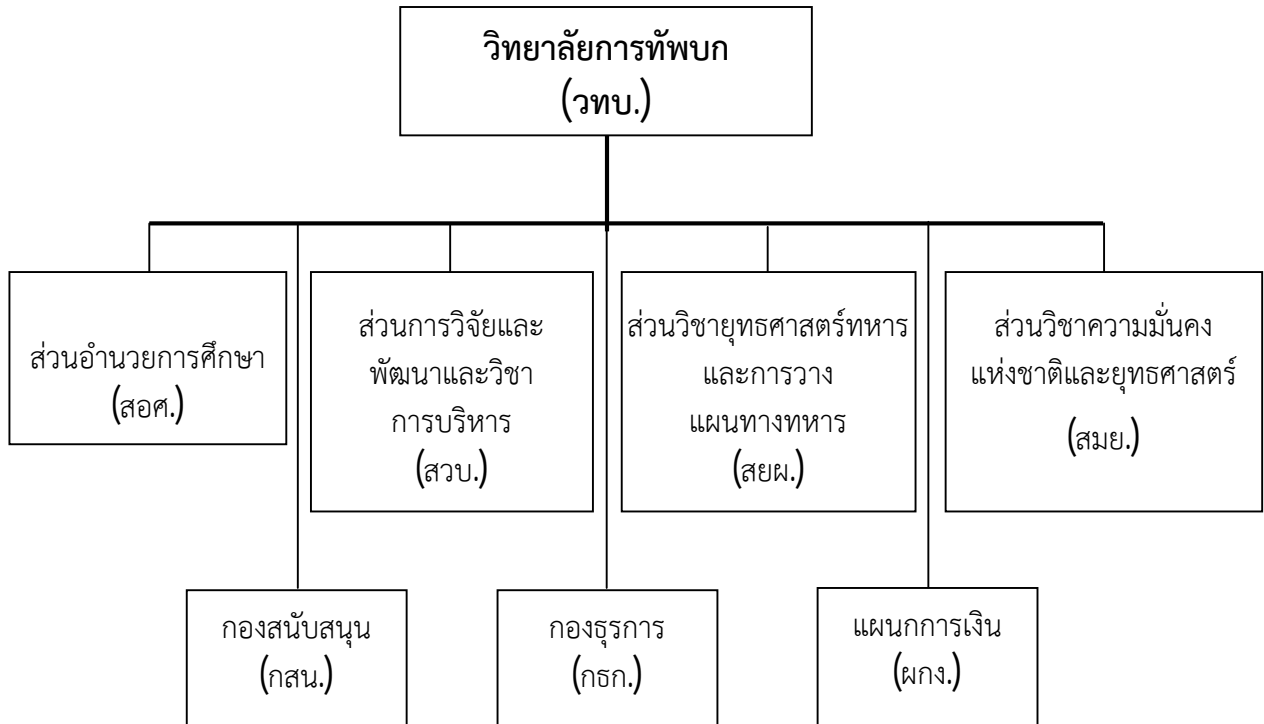 วิทยาลัยการทัพบก
(วทบ.)
ส่วนอำนวยการศึกษา
(สอศ.)
ส่วนการวิจัยและ
พัฒนาและวิชา
การบริหาร
(สวบ.)
ส่วนวิชายุทธศาสตร์ทหาร
และการวาง
แผนทางทหาร
(สยผ.)
ส่วนวิชาความมั่นคง
แห่งชาติและยุทธศาสตร์
(สมย.)
กองสนับสนุน
(กสน.)
กองธุรการ
(กธก.)
แผนกการเงิน
(ผกง.)